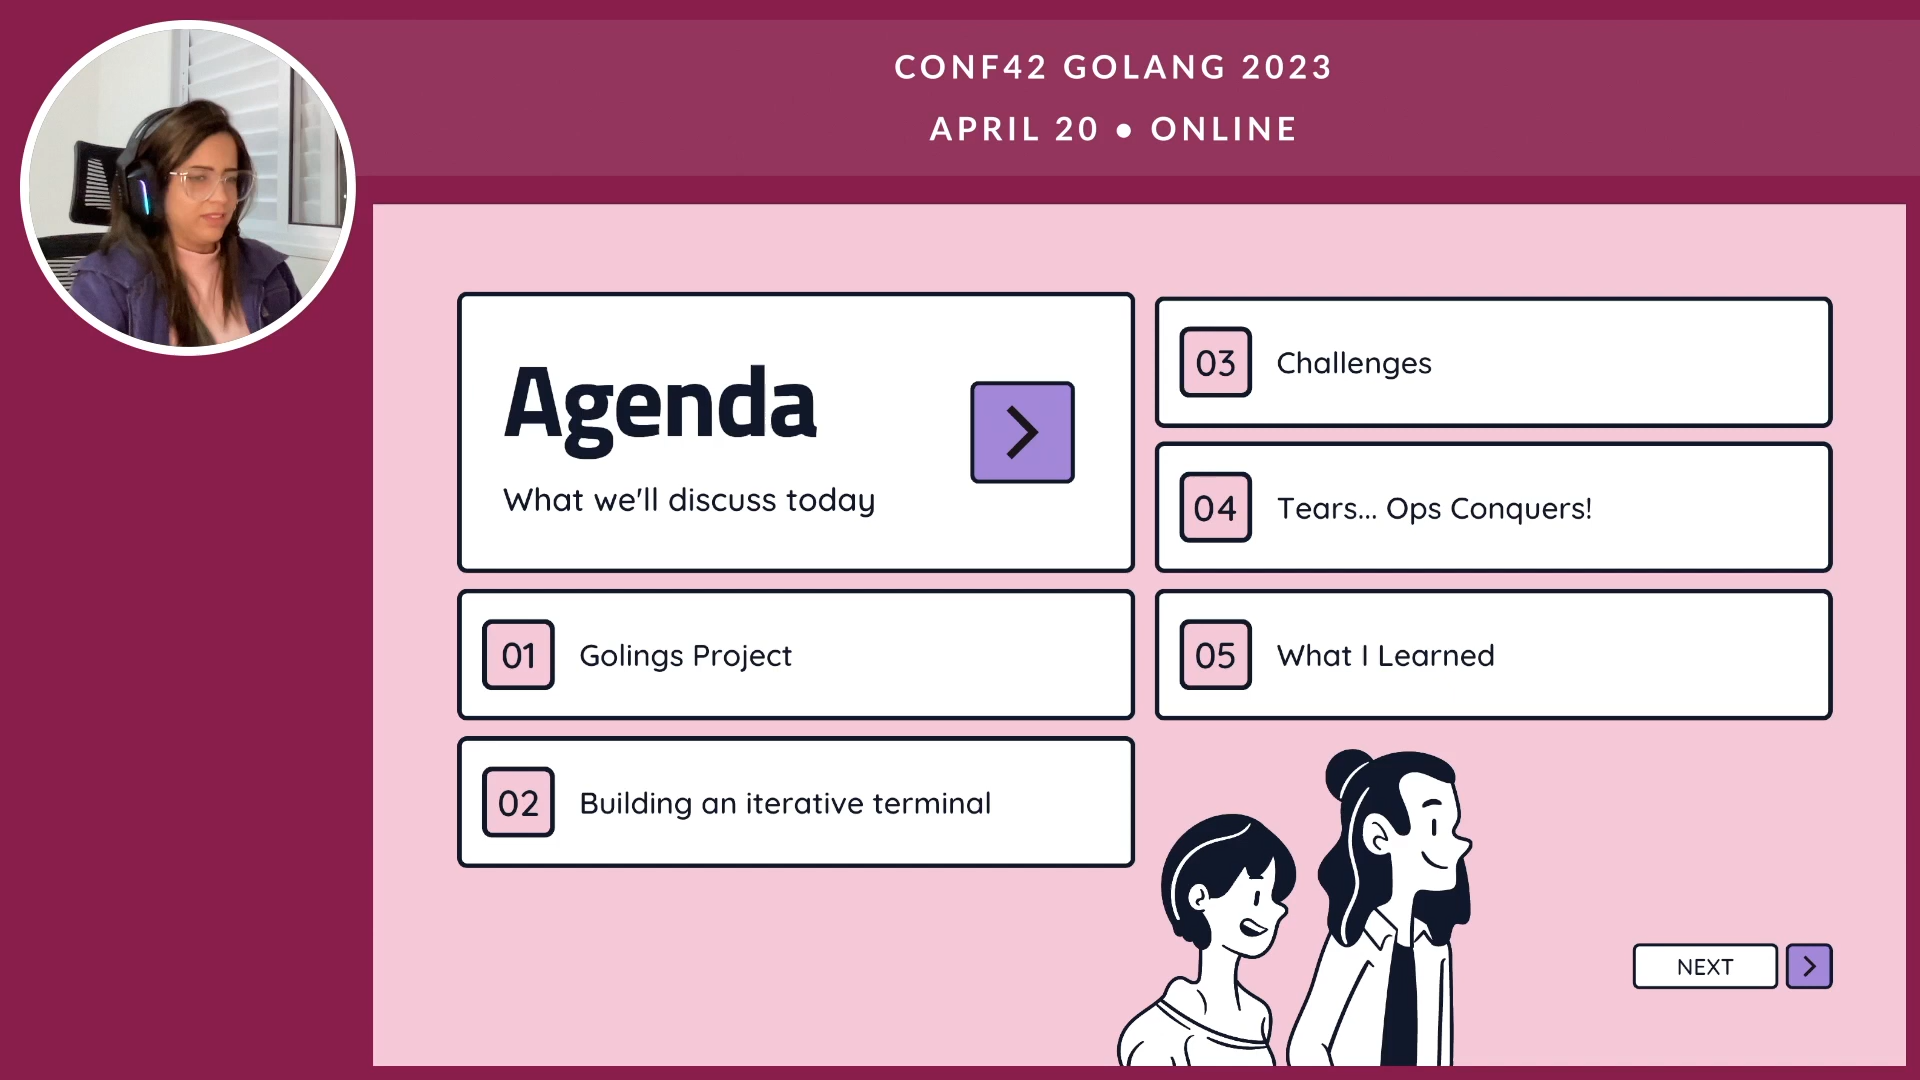 CONF42 GOLANG 2023
APRIL 20 ● ONLINE
Agenda
What we'll discuss today
01 Golings Project
02 Building an iterative terminal
03 Challenges
04 Tears... Ops Conquers!
05 What I Learned
NEXT